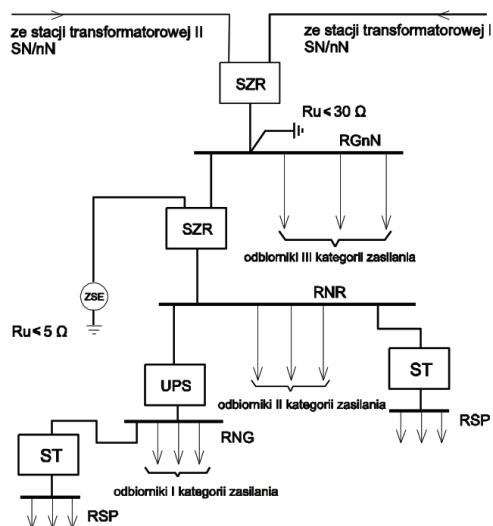 ze stacji transformatorowej II
SN/nN
ze stacji transformatorowej I
SN/nN
SZR
Ru≤30 Ω
RGnN
SZR
odbiorniki III kategorii zasilania
ZSE
RNR
Ru≤5 Ω
UPS
ST
odbiorniki II kategorii zasilania
RSP
RNG
ST
odbiorniki I kategorii zasilania
RSP